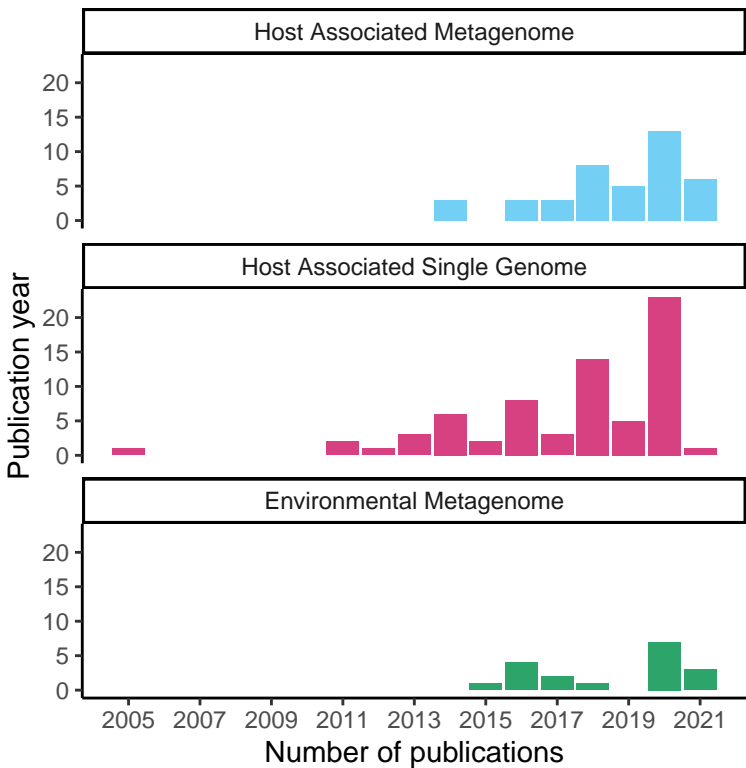 Host Associated Metagenome
20
15
10
5
0
Host Associated Single Genome
20
15
10
5
0
Publication year
Environmental Metagenome
20
15
10
5
0
2005 2007 2009 2011 2013 2015 2017 2019 2021
Number of publications